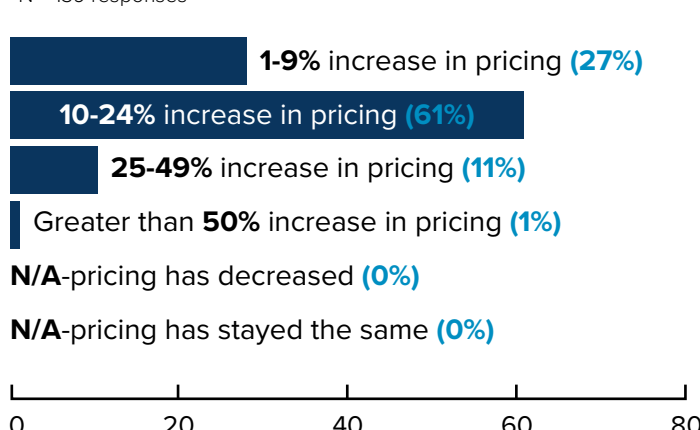 responses
1-9% increase in pricing (27%)
10-24% increase in pricing (61%)
25-49% increase in pricing (11%)
Greater than 50% increase in pricing (1%)
N/A-pricing has decreased (0%)
N/A-pricing has stayed the same (0%)
0 20 40 60 80